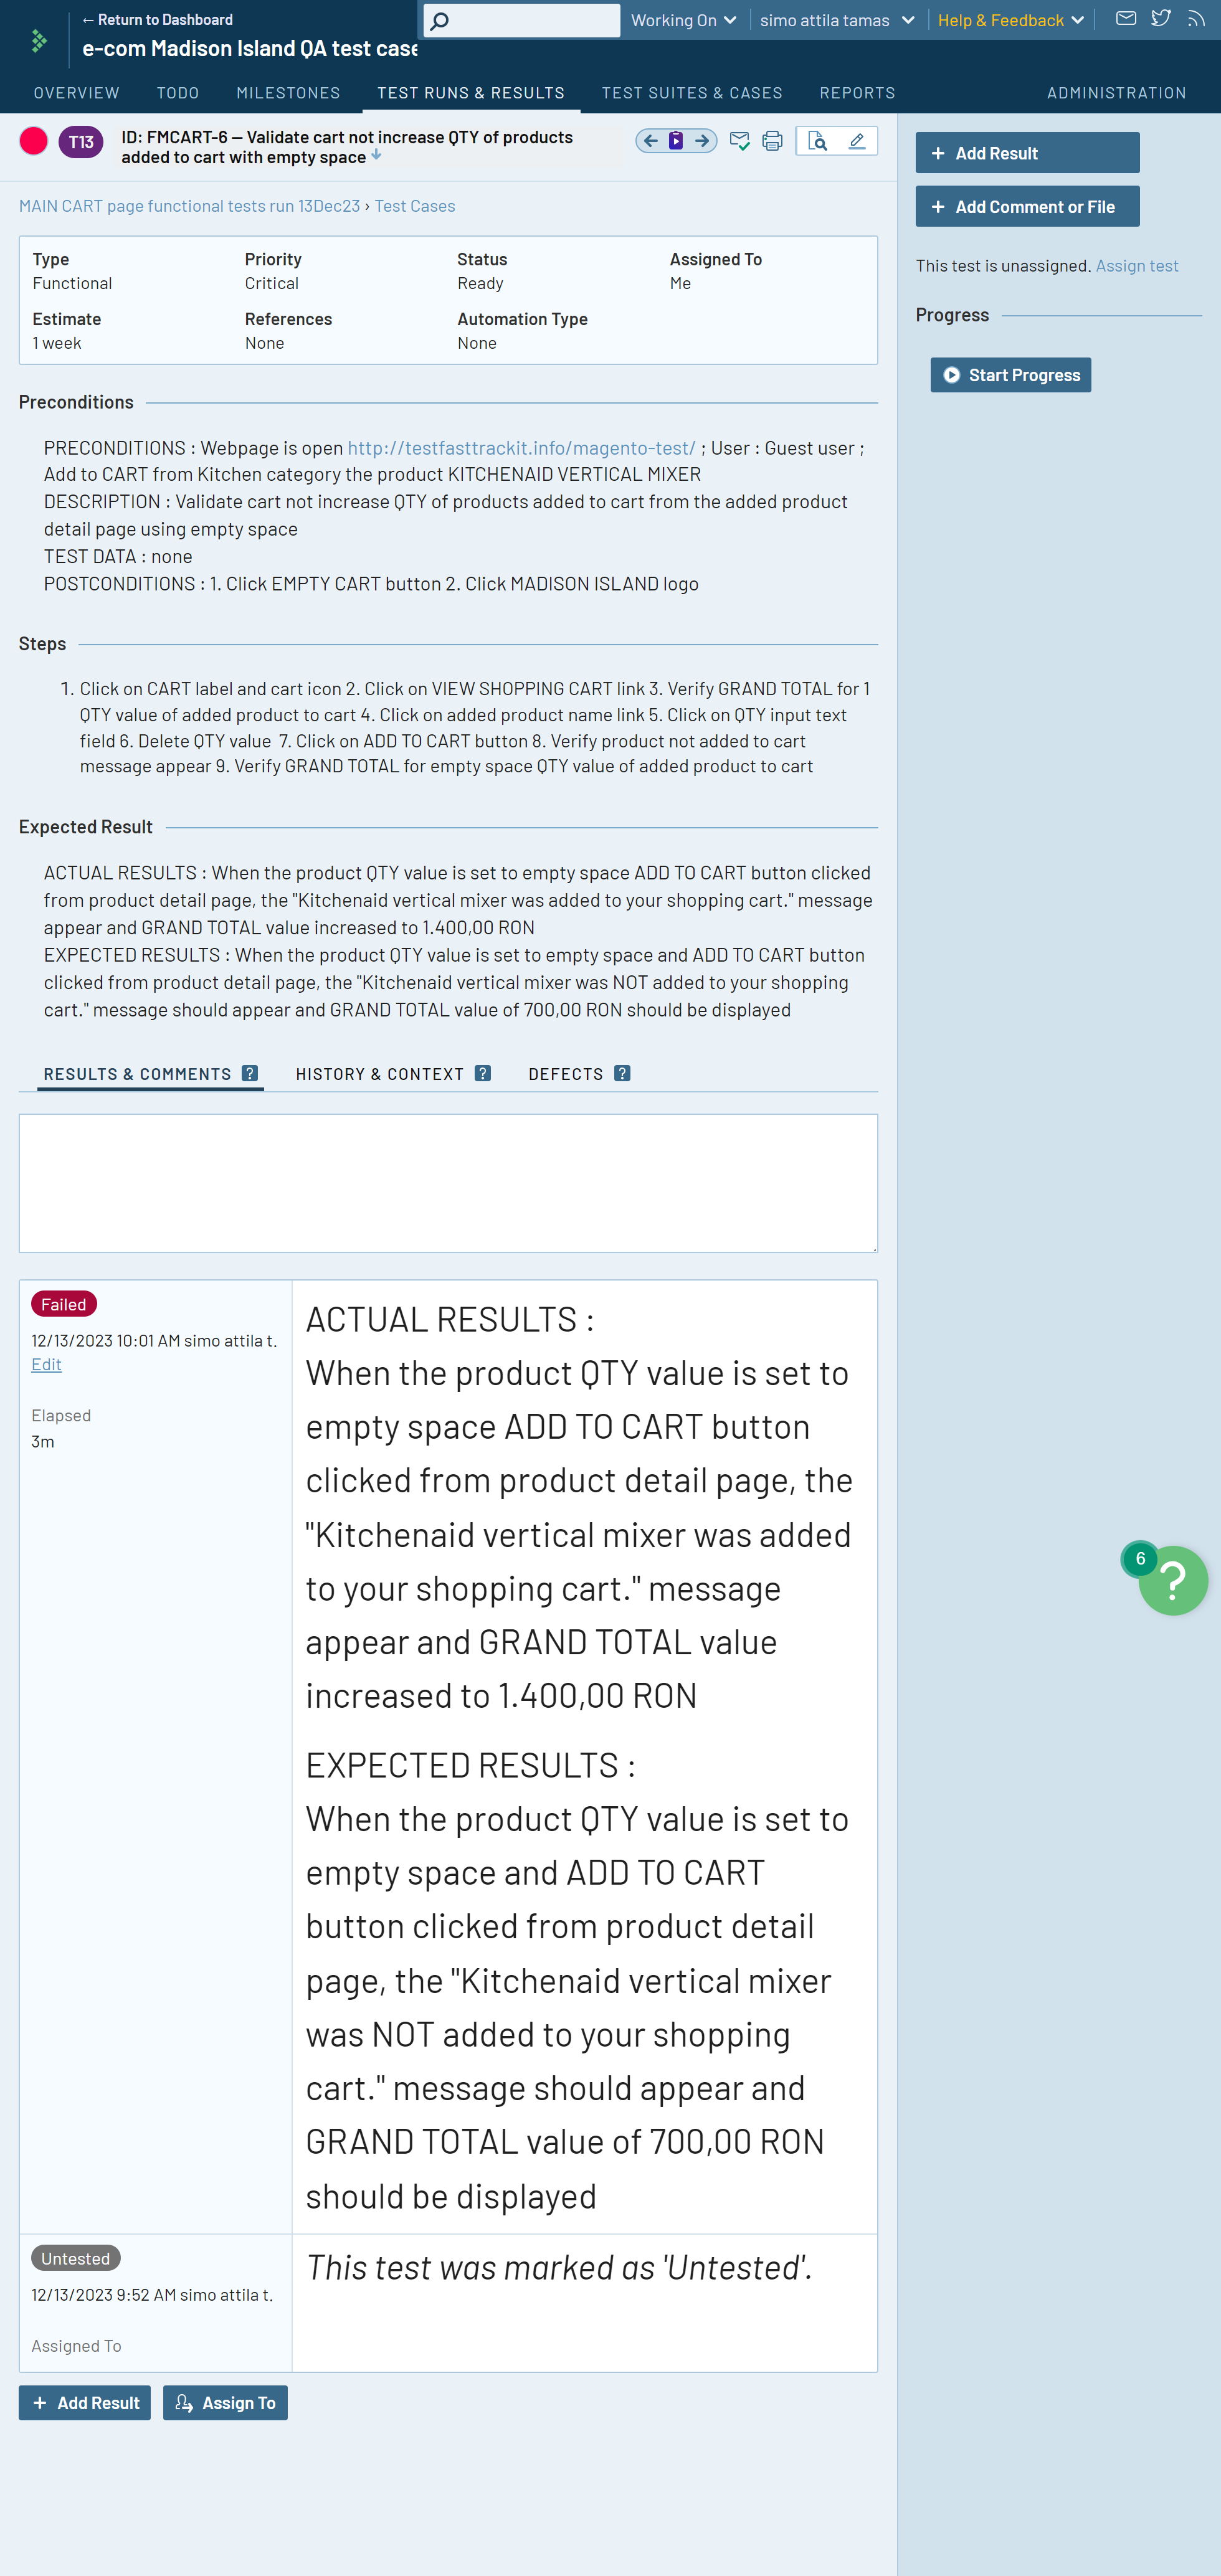 ← Return to Dashboard
e-com Madison Island QA test case
Working On
simo attila tamas
Help & Feedback
OVERVIEW
TODO
MILESTONES
TEST RUNS & RESULTS
TEST SUITES & CASES
REPORTS
ADMINISTRATION
T13
ID: FMCART-6 – Validate cart not increase QTY of products
added to cart with empty space
+ Add Result
+ Add Comment or File
This test is unassigned. Assign test
Progress
Start Progress
MAIN CART page functional tests run 13Dec23 › Test Cases
Type
Functional
Priority
Critical
Status
Ready
Assigned To
Me
Estimate
1 week
References
None
Automation Type
None
Preconditions
PRECONDITIONS : Webpage is open http://testfasttrackit.info/magento-test/ ; User : Guest user ;
Add to CART from Kitchen category the product KITCHENAID VERTICAL MIXER
DESCRIPTION : Validate cart not increase QTY of products added to cart from the added product
detail page using empty space
TEST DATA : none
POSTCONDITIONS : 1. Click EMPTY CART button 2. Click MADISON ISLAND logo
Steps
1. Click on CART label and cart icon 2. Click on VIEW SHOPPING CART link 3. Verify GRAND TOTAL for 1
QTY value of added product to cart 4. Click on added product name link 5. Click on QTY input text
field 6. Delete QTY value 7. Click on ADD TO CART button 8. Verify product not added to cart
message appear 9. Verify GRAND TOTAL for empty space QTY value of added product to cart
Expected Result
ACTUAL RESULTS : When the product QTY value is set to empty space ADD TO CART button clicked
from product detail page, the "Kitchenaid vertical mixer was added to your shopping cart." message
appear and GRAND TOTAL value increased to 1.400,00 RON
EXPECTED RESULTS : When the product QTY value is set to empty space and ADD TO CART button
clicked from product detail page, the "Kitchenaid vertical mixer was NOT added to your shopping
cart." message should appear and GRAND TOTAL value of 700,00 RON should be displayed
RESULTS & COMMENTS ?
HISTORY & CONTEXT ?
DEFECTS ?
Failed
12/13/2023 10:01 AM simo attila t.
Edit
Elapsed
3m
ACTUAL RESULTS :
When the product QTY value is set to
empty space ADD TO CART button
clicked from product detail page, the
"Kitchenaid vertical mixer was added
to your shopping cart." message
appear and GRAND TOTAL value
increased to 1.400,00 RON
EXPECTED RESULTS :
When the product QTY value is set to
empty space and ADD TO CART
button clicked from product detail
page, the "Kitchenaid vertical mixer
was NOT added to your shopping
cart." message should appear and
GRAND TOTAL value of 700,00 RON
should be displayed
6
?
Untested
12/13/2023 9:52 AM simo attila t.
Assigned To
This test was marked as 'Untested'.
+ Add Result
Assign To